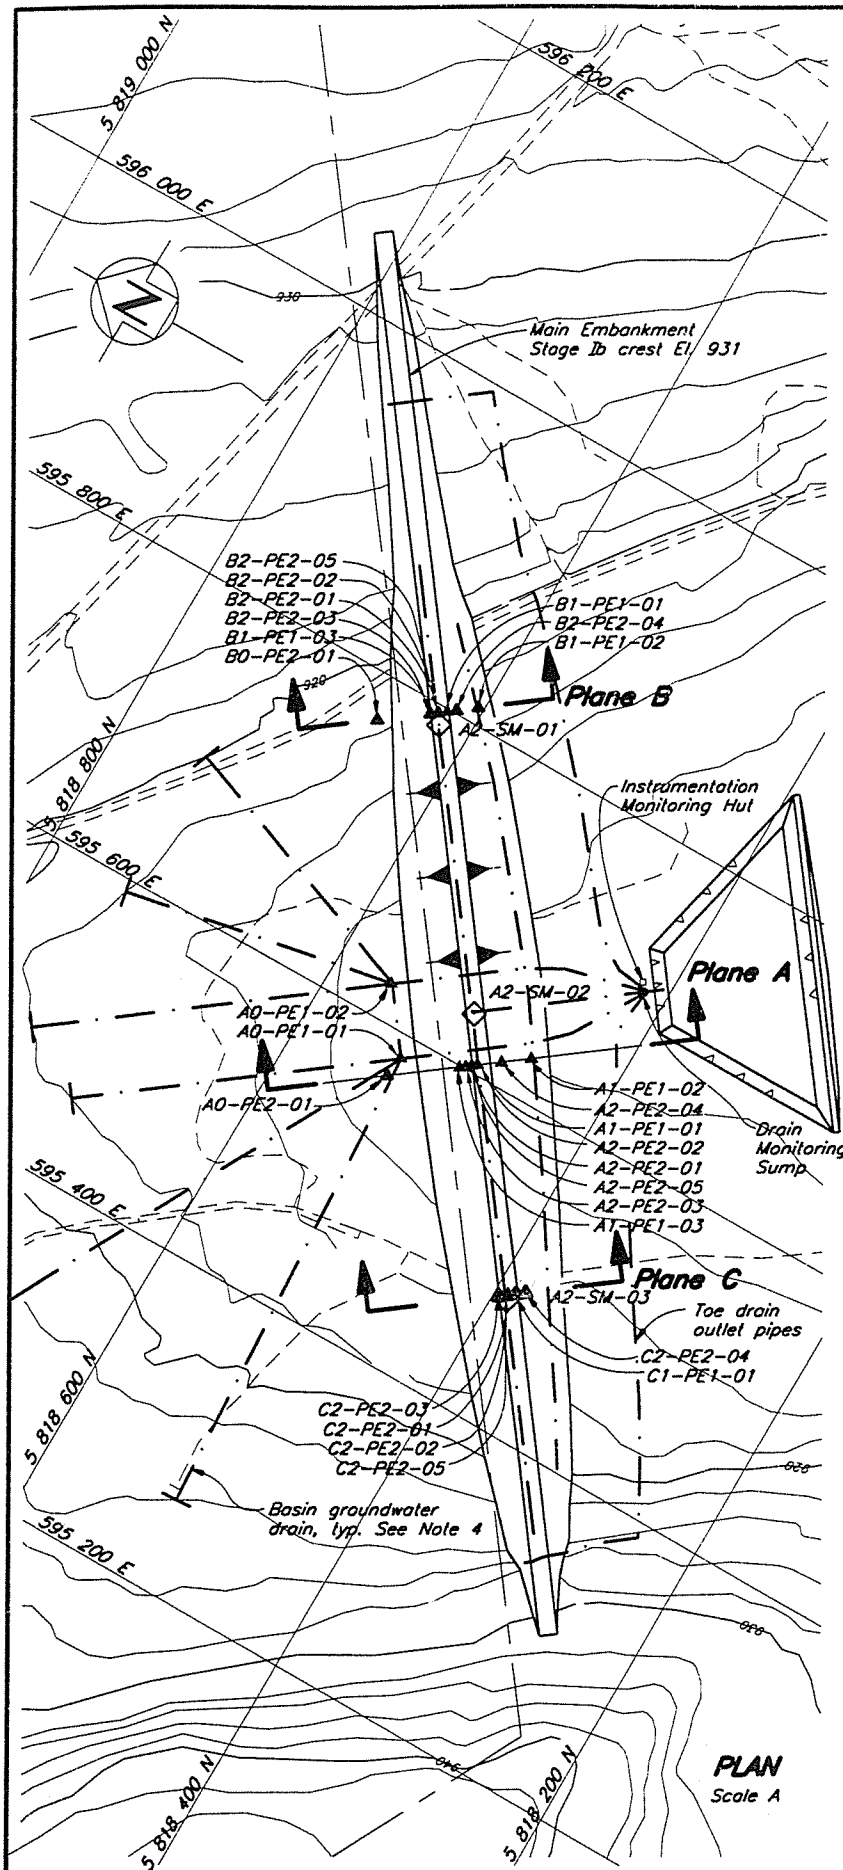 5 819 000 N
596 200 E
596 000 E
N
930
Main Embankment
Stage Ib crest El. 931
595 800 E
B2-PE2-05
B2-PE2-02
B2-PE2-01
B2-PE2-03
B1-PE1-03
B0-PE2-01
B1-PE1-01
B2-PE2-04
B1-PE1-02
920
Plane B
A2-SM-01
5 818 800 N
Instrumentation
Monitoring Hut
595 600 E
Plane A
A2-SM-02
A0-PE1-02
A0-PE1-01
A0-PE2-01
A1-PE1-02
A2-PE2-04
A1-PE1-01
A2-PE2-02
A2-PE2-01
A2-PE2-05
A2-PE2-03
A1-PE1-03
Drain
Monitoring
Sump
595 400 E
Plane C
A2-SM-03
Toe drain
outlet pipes
C2-PE2-04
C1-PE1-01
5 818 600 N
C2-PE2-03
C2-PE2-01
C2-PE2-02
C2-PE2-05
920
Basin groundwater
drain, typ. See Note 4
595 200 E
930
940
5 818 400 N
5 818 200 N
PLAN
Scale A